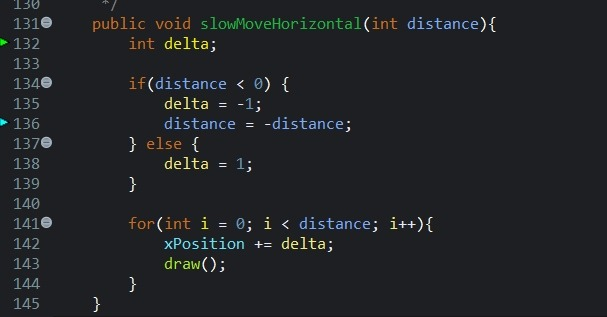 130 */
131 public void slowMoveHorizontal(int distance){
132 int delta;
133
134 if(distance < 0) {
135 delta = -1;
136 distance = -distance;
137 } else {
138 delta = 1;
139 }
140
141 for(int i = 0; i < distance; i++){
142 xPosition += delta;
143 draw();
144 }
145 }